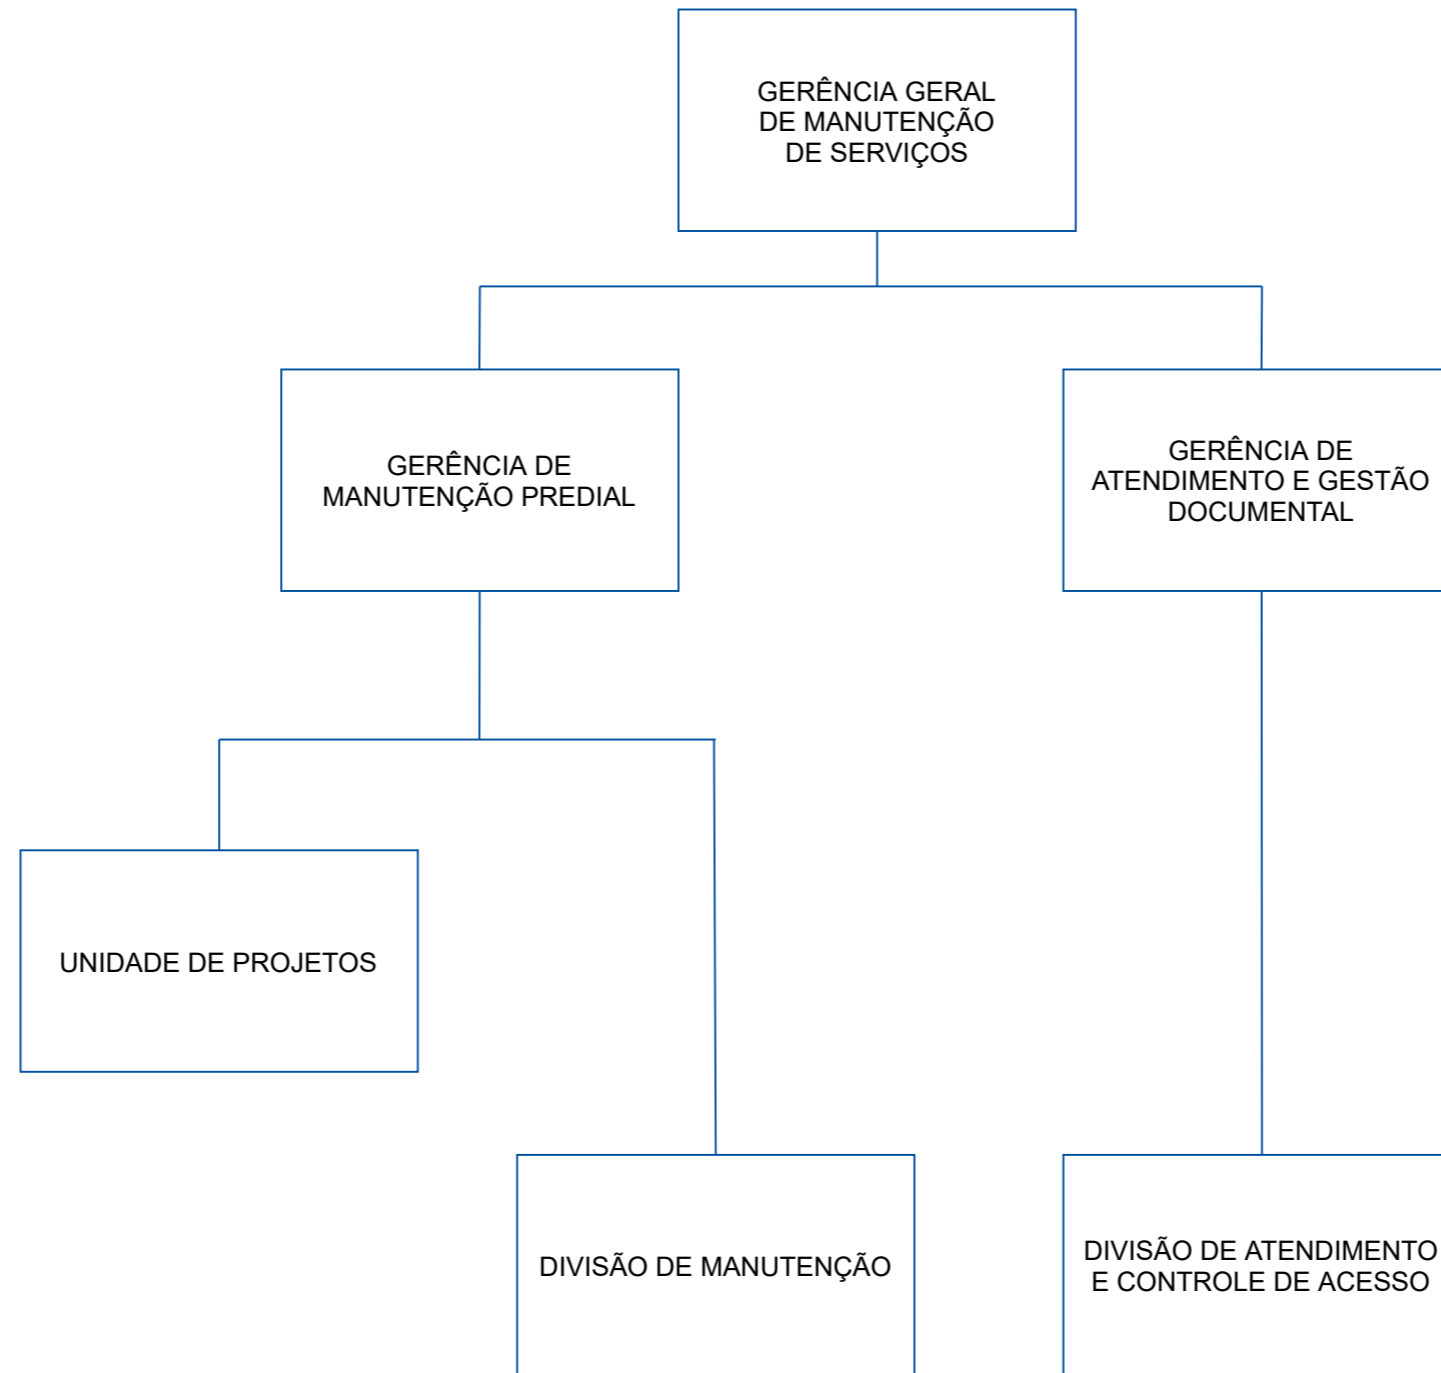 GERÊNCIA GERAL
DE MANUTENÇÃO
DE SERVIÇOS
GERÊNCIA DE
MANUTENÇÃO PREDIAL
GERÊNCIA DE
ATENDIMENTO E GESTÃO
DOCUMENTAL
UNIDADE DE PROJETOS
DIVISÃO DE MANUTENÇÃO
DIVISÃO DE ATENDIMENTO
E CONTROLE DE ACESSO